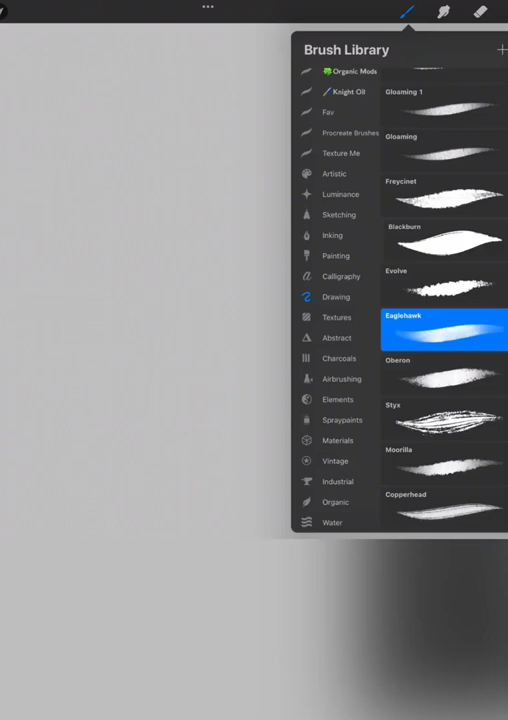 Brush Library
Organic Mods
Knight Oil
Fav
Procreate Brushes
Texture Me
Artistic
Luminance
Sketching
Inking
Painting
Calligraphy
Drawing
Textures
Abstract
Charcoals
Airbrushing
Elements
Spraypaints
Materials
Vintage
Industrial
Organic
Water
Gloaming 1
Gloaming
Freycinet
Blackburn
Evolve
Eaglehawk
Oberon
Styx
Moorilla
Copperhead